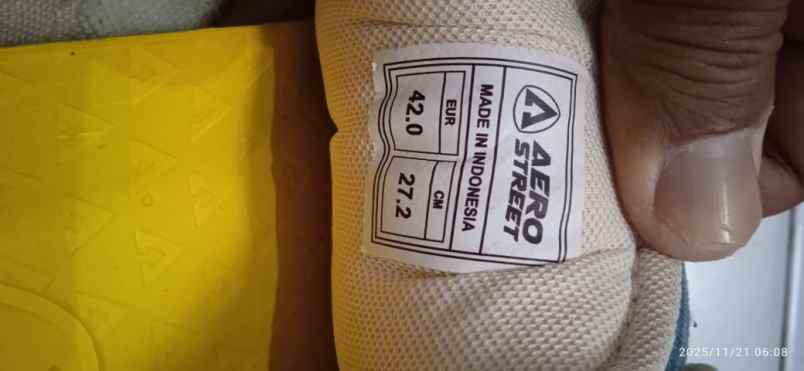 AERO
STREET
MADE IN INDONESIA
EUR
42.0
CM
27.2
2025/11/21 06:08